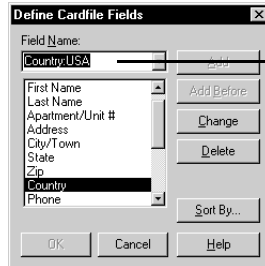 Define Cardfile Fields
Field Name:
Country:USA
Add
First Name
Last Name
Apartment/Unit #
Address
City/Town
State
Zip
Country
Phone
Add Before
Change
Delete
Sort By...
OK
Cancel
Help